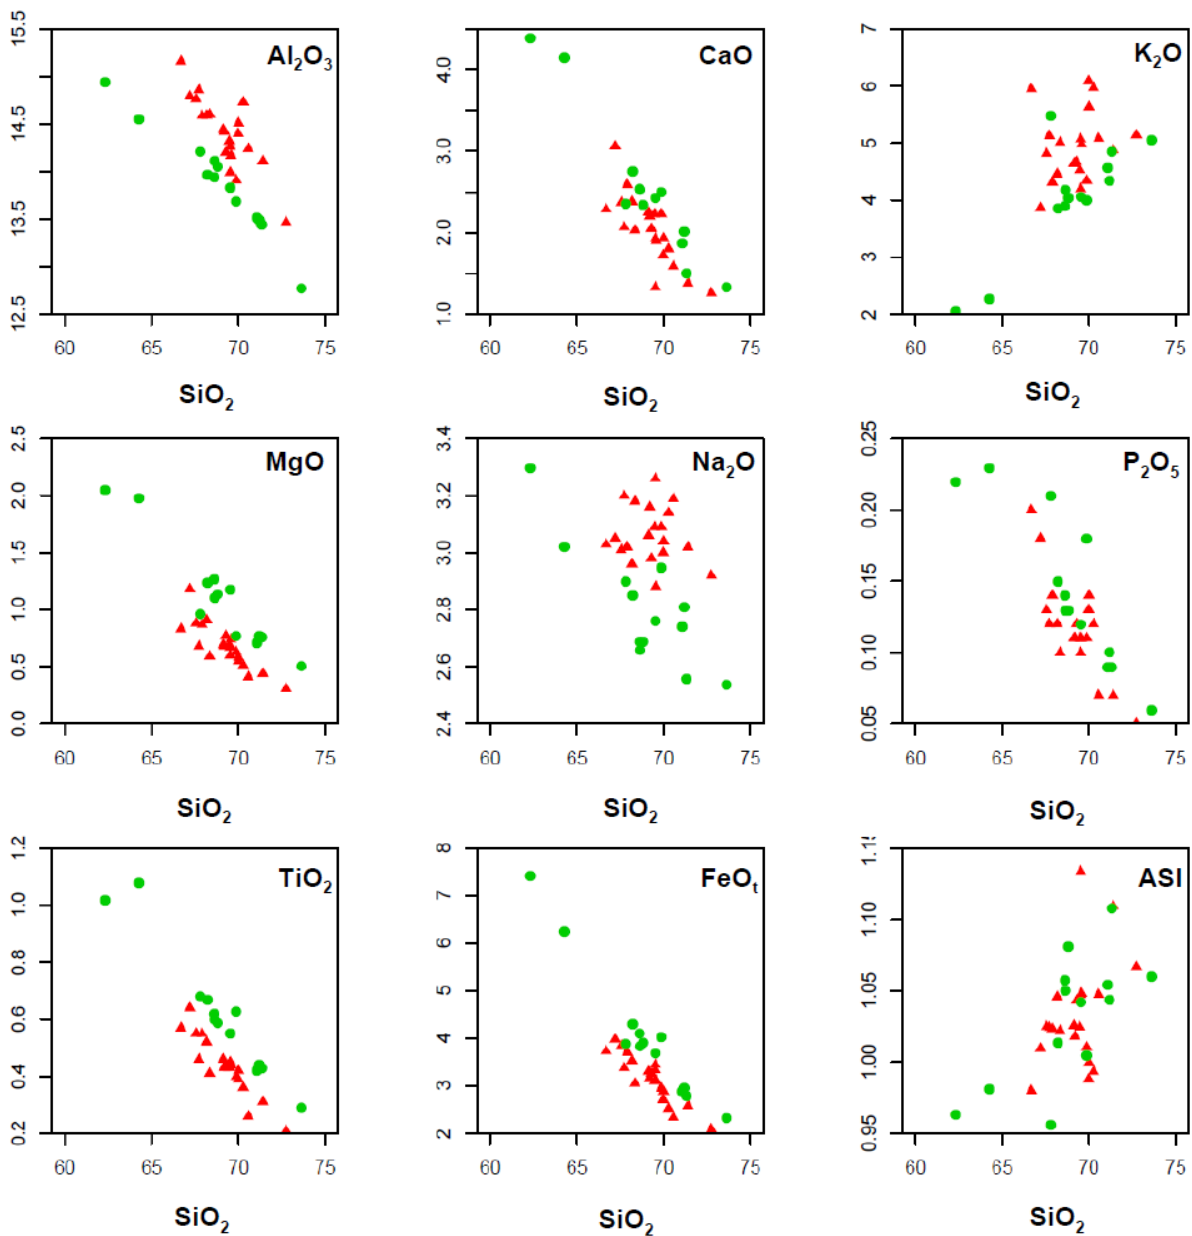 Al₂O₃
15.5
14.5
13.5
12.5
60 65 70 75
SiO₂
CaO
4.0
3.0
2.0
1.0
60 65 70 75
SiO₂
K₂O
7
6
5
4
3
2
60 65 70 75
SiO₂
MgO
2.5
2.0
1.5
1.0
0.5
0.0
60 65 70 75
SiO₂
Na₂O
3.4
3.2
3.0
2.8
2.6
2.4
60 65 70 75
SiO₂
P₂O₅
0.25
0.20
0.15
0.10
0.05
60 65 70 75
SiO₂
TiO₂
1.2
1.0
0.8
0.6
0.4
0.2
60 65 70 75
SiO₂
FeOₜ
8
7
6
5
4
3
2
60 65 70 75
SiO₂
ASI
1.15
1.10
1.05
1.00
0.95
60 65 70 75
SiO₂